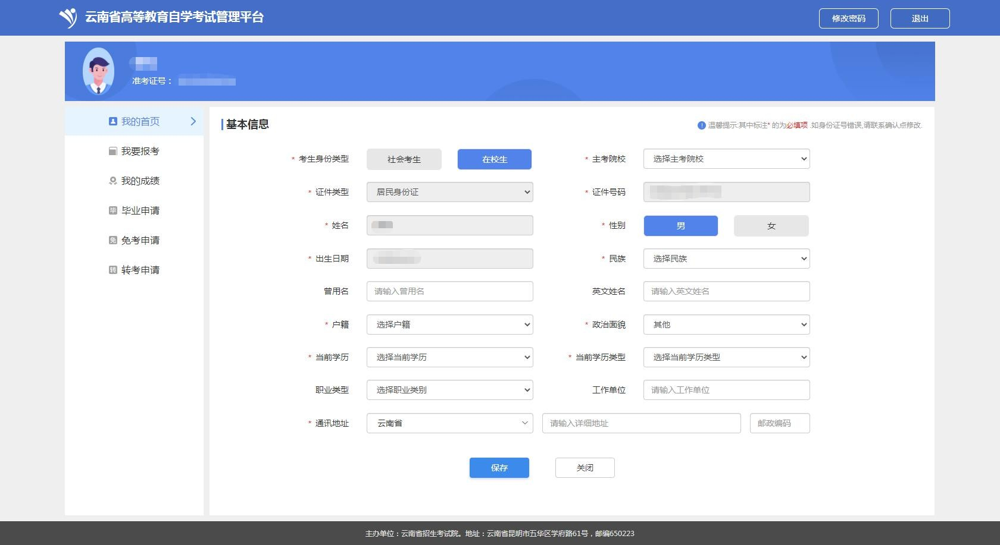 云南省高等教育自学考试管理平台
修改密码
退出
准考证号：
我的首页
我要报考
我的成绩
毕 毕业申请
免 免考申请
转 转考申请
基本信息
! 温馨提示:其中标注* 的为必填项 .如身份证号错误,请联系确认点修改.
* 考生身份类型 社会考生 在校生 * 主考院校 选择主考院校
* 证件类型 居民身份证 * 证件号码
* 姓名 * 性别 男 女
* 出生日期 * 民族 选择民族
曾用名 请输入曾用名 英文姓名 请输入英文姓名
* 户籍 选择户籍 * 政治面貌 其他
* 当前学历 选择当前学历 * 当前学历类型 选择当前学历类型
职业类型 选择职业类别 工作单位 请输入工作单位
* 通讯地址 云南省 请输入详细地址 邮政编码
保存 关闭
主办单位：云南省招生考试院。地址：云南省昆明市五华区学府路61号，邮编650223